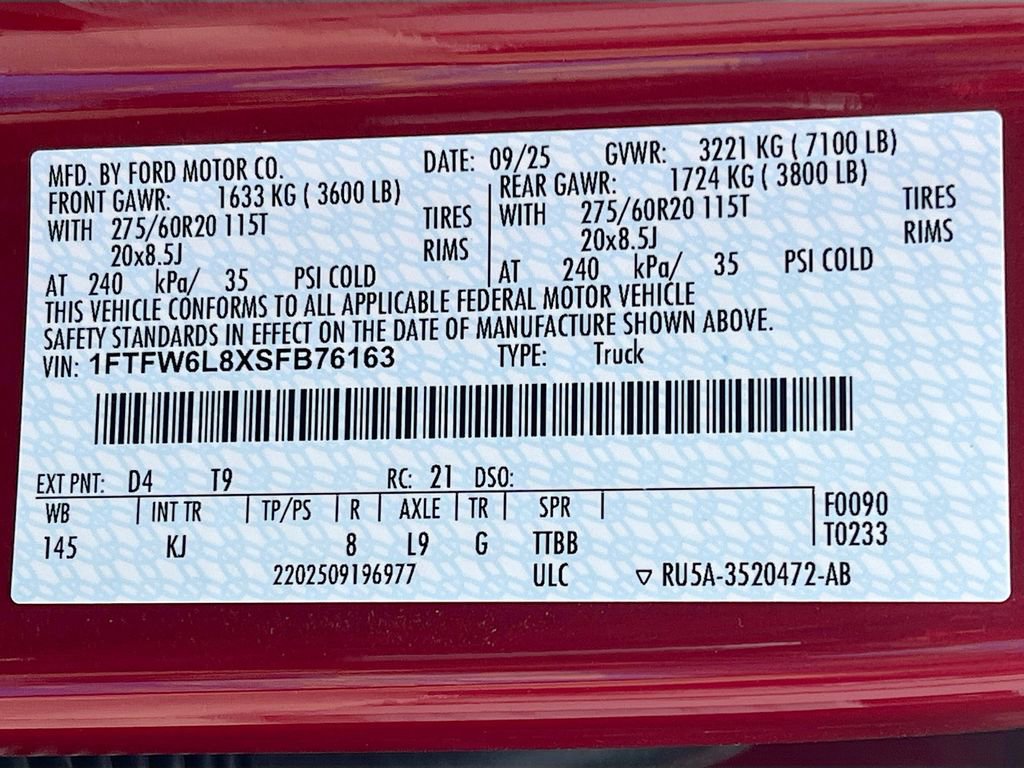 MFD. BY FORD MOTOR CO. DATE: 09/25 GVWR: 3221 KG ( 7100 LB)
FRONT GAWR: 1633 KG ( 3600 LB) REAR GAWR: 1724 KG ( 3800 LB)
WITH 275/60R20 115T TIRES WITH 275/60R20 115T TIRES
20x8.5J RIMS 20x8.5J RIMS
AT 240 kPa/ 35 PSI COLD AT 240 kPa/ 35 PSI COLD
THIS VEHICLE CONFORMS TO ALL APPLICABLE FEDERAL MOTOR VEHICLE
SAFETY STANDARDS IN EFFECT ON THE DATE OF MANUFACTURE SHOWN ABOVE.
VIN: 1FTFW6L8XSFB76163 TYPE: Truck
EXT PNT: D4 T9 RC: 21 DSO:
WB INT TR TP/PS R AXLE TR SPR F0090
145 KJ 8 L9 G TTBB T0233
2202509196977 ULC ▽ RU5A-3520472-AB